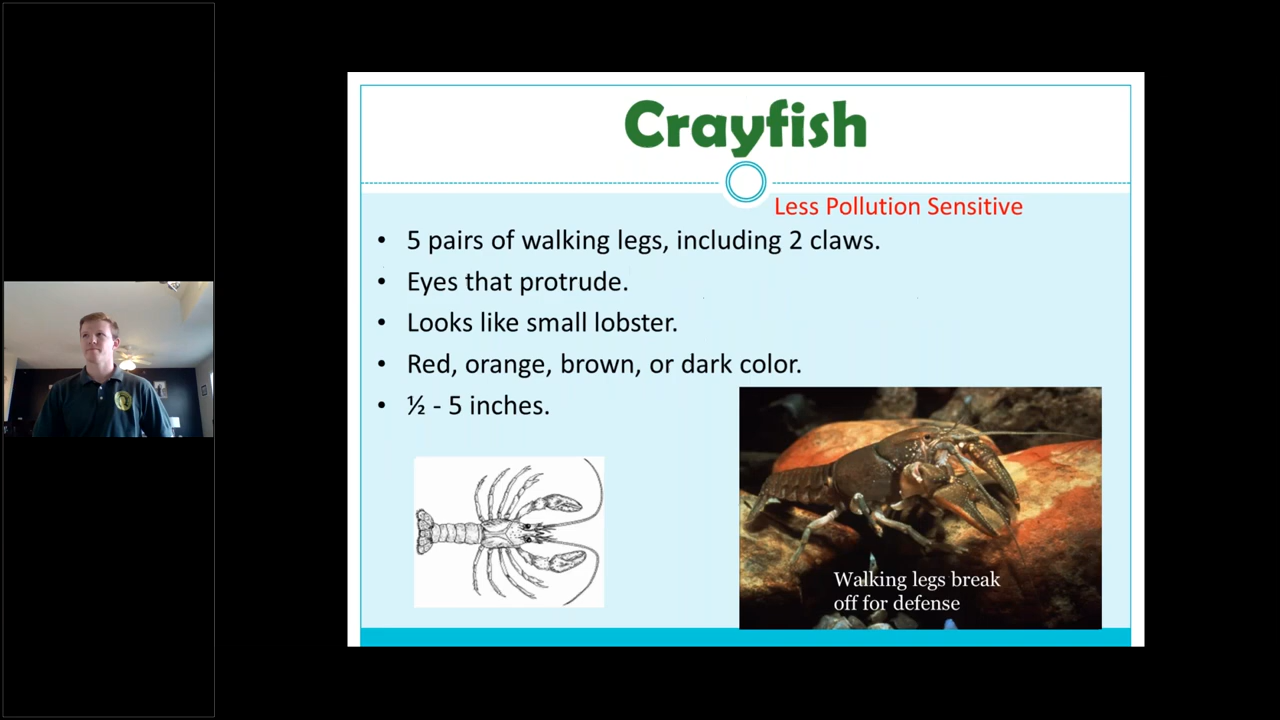 Crayfish
Less Pollution Sensitive
• 5 pairs of walking legs, including 2 claws.
• Eyes that protrude.
• Looks like small lobster.
• Red, orange, brown, or dark color.
• ½ - 5 inches.
Walking legs break
off for defense